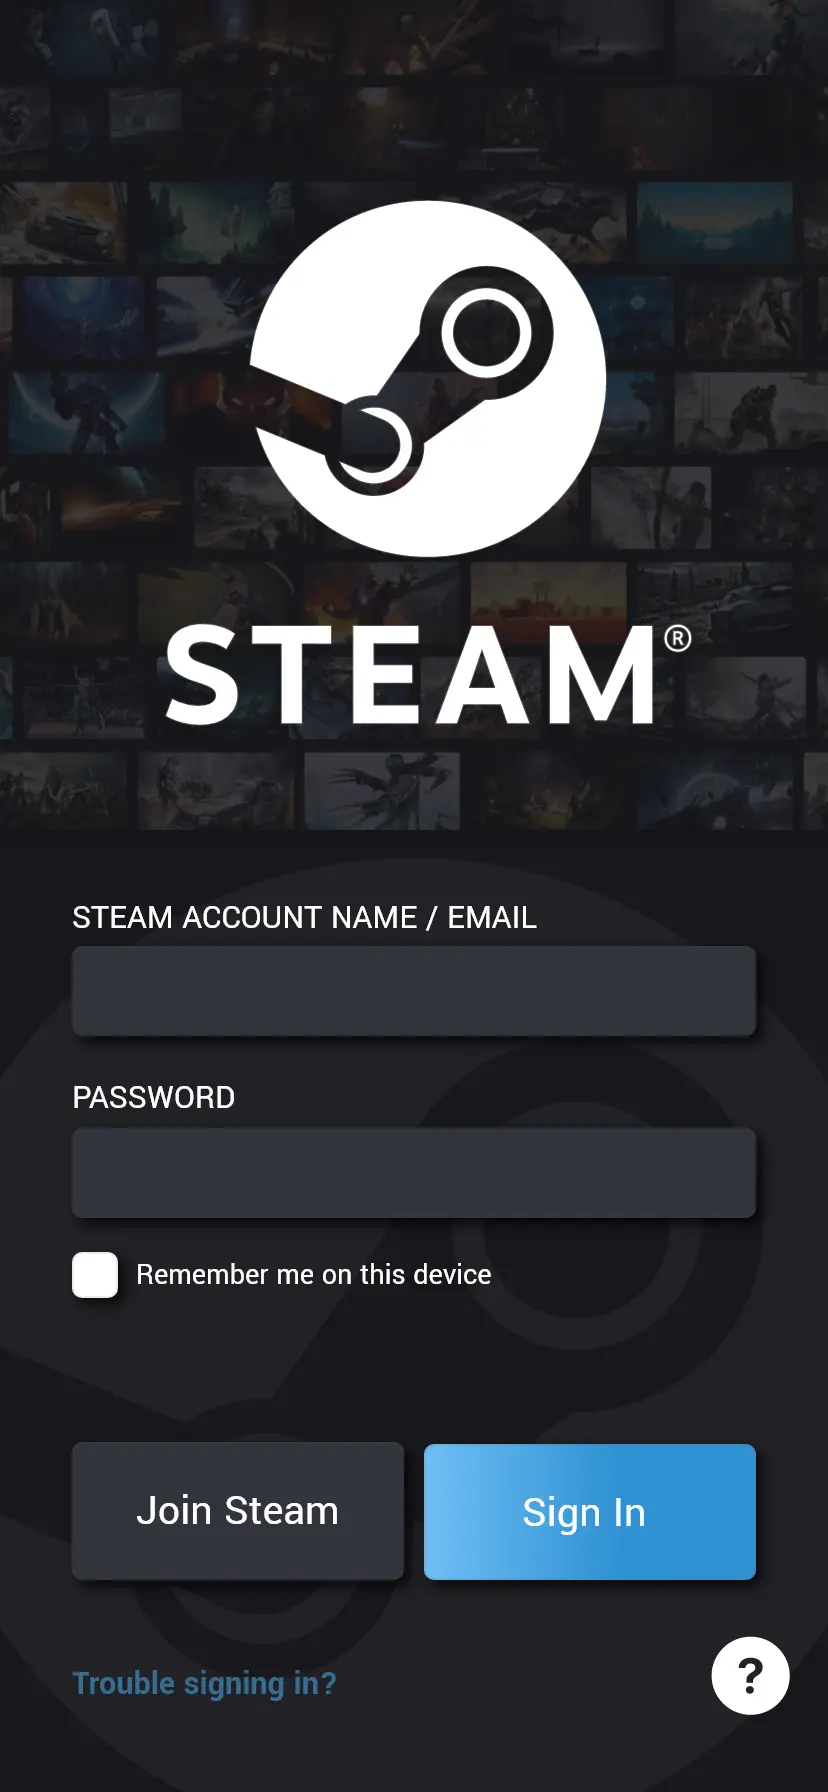 STEAM®
STEAM ACCOUNT NAME / EMAIL
PASSWORD
Remember me on this device
Join Steam
Sign In
Trouble signing in?
?